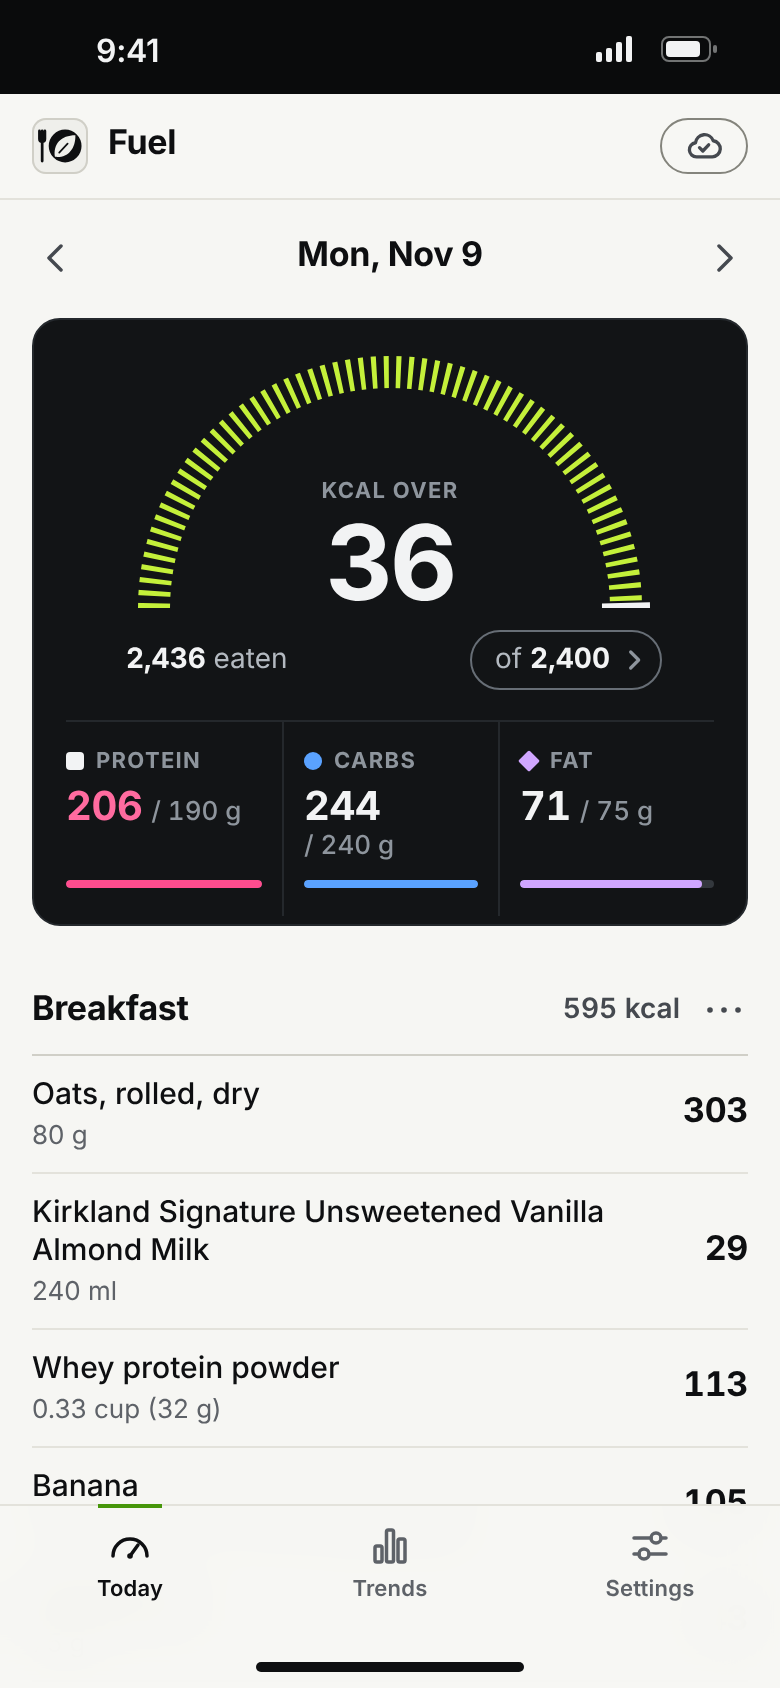 9:41
Fuel
Mon, Nov 9
KCAL OVER
36
2,436 eaten
of 2,400
PROTEIN
206 / 190 g
CARBS
244
/ 240 g
FAT
71 / 75 g
Breakfast
595 kcal
Oats, rolled, dry
303
80 g
Kirkland Signature Unsweetened Vanilla
Almond Milk
29
240 ml
Whey protein powder
113
0.33 cup (32 g)
Banana
105
Today
Trends
Settings